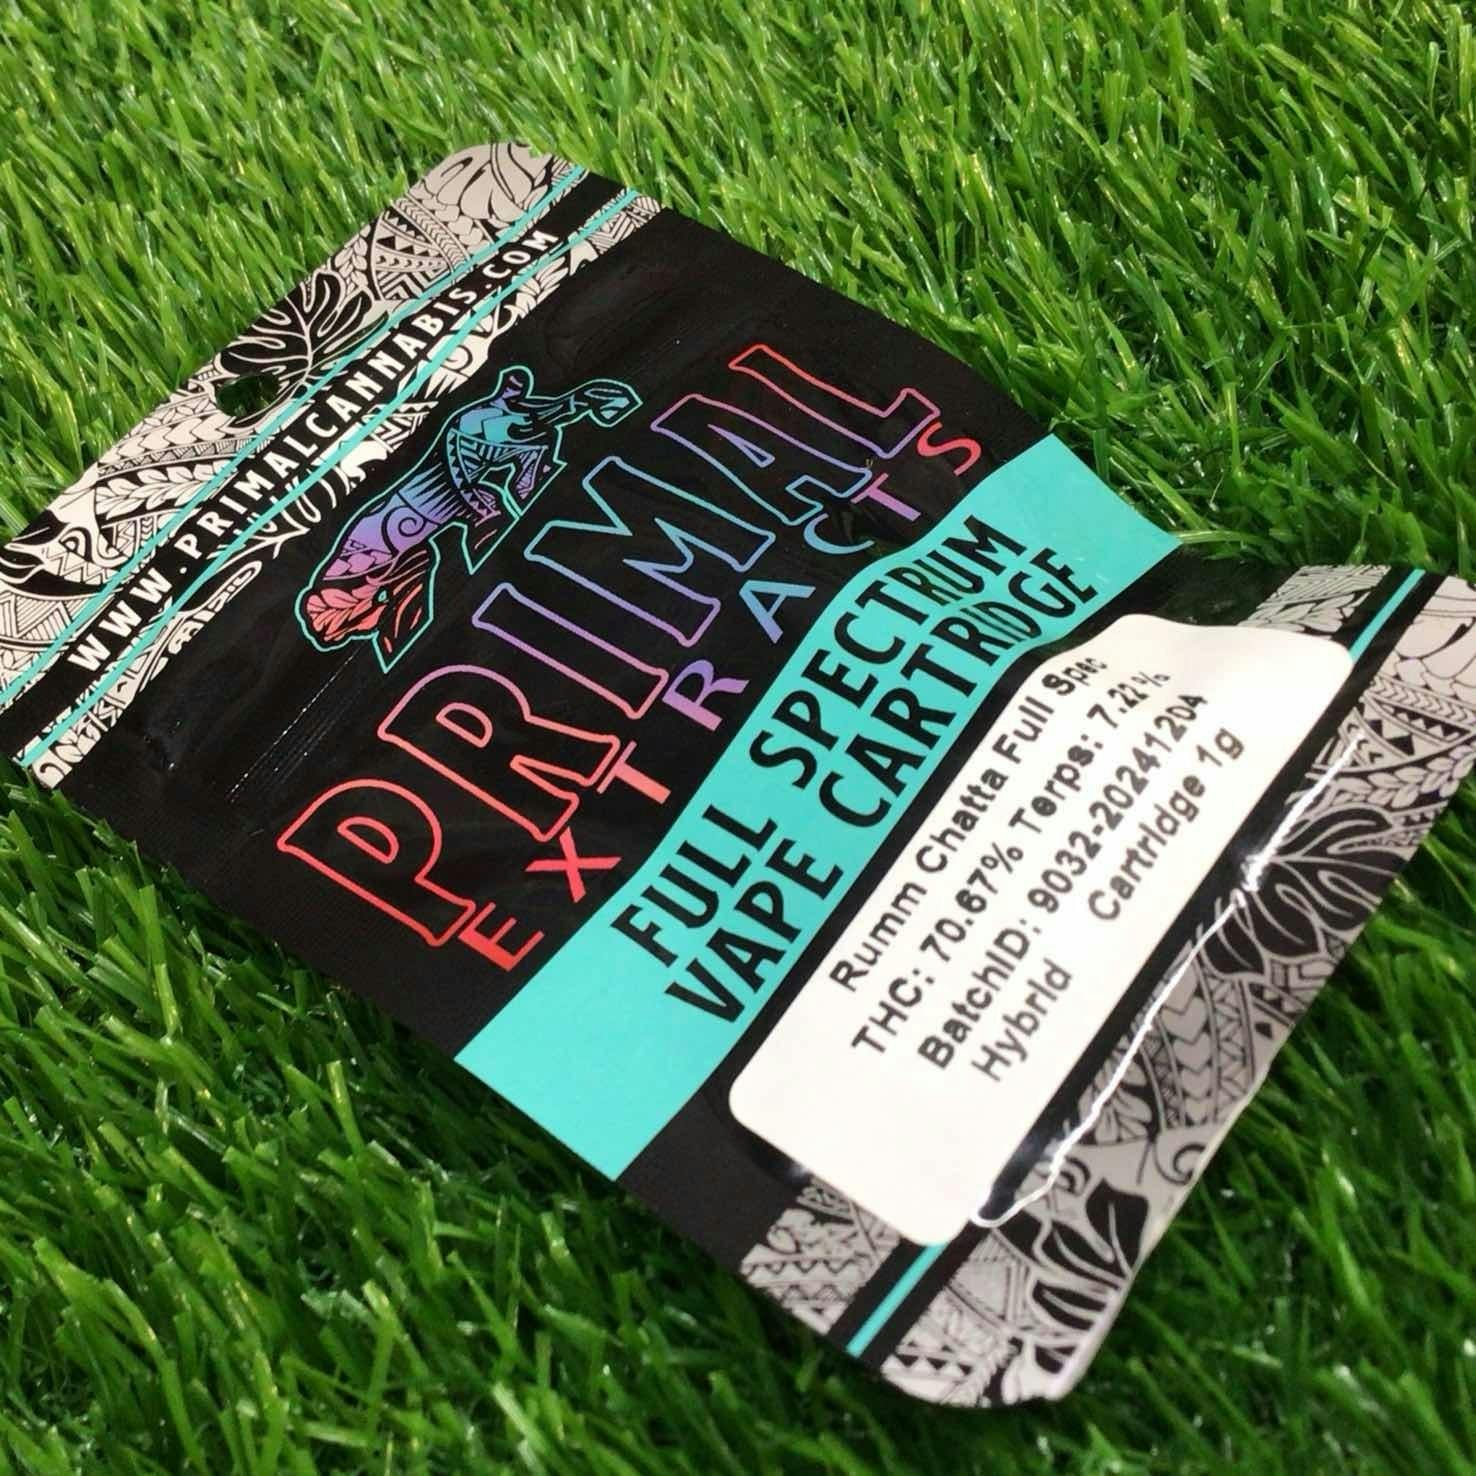 WWW.PRIMALCANNABIS.COM
PRIMAL
EXTRACTS
FULL SPECTRUM
VAPE CARTRIDGE
Rumm Chatta Full Spec
THC: 70.67% Terps: 7.22%
BatchID: 9032-20241204
Hybrid Cartridge 1g